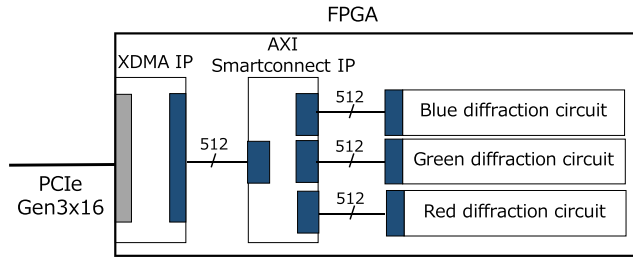 FPGA
XDMA IP
AXI
Smartconnect IP
512
Blue diffraction circuit
512
512
Green diffraction circuit
PCIe
Gen3x16
512
Red diffraction circuit